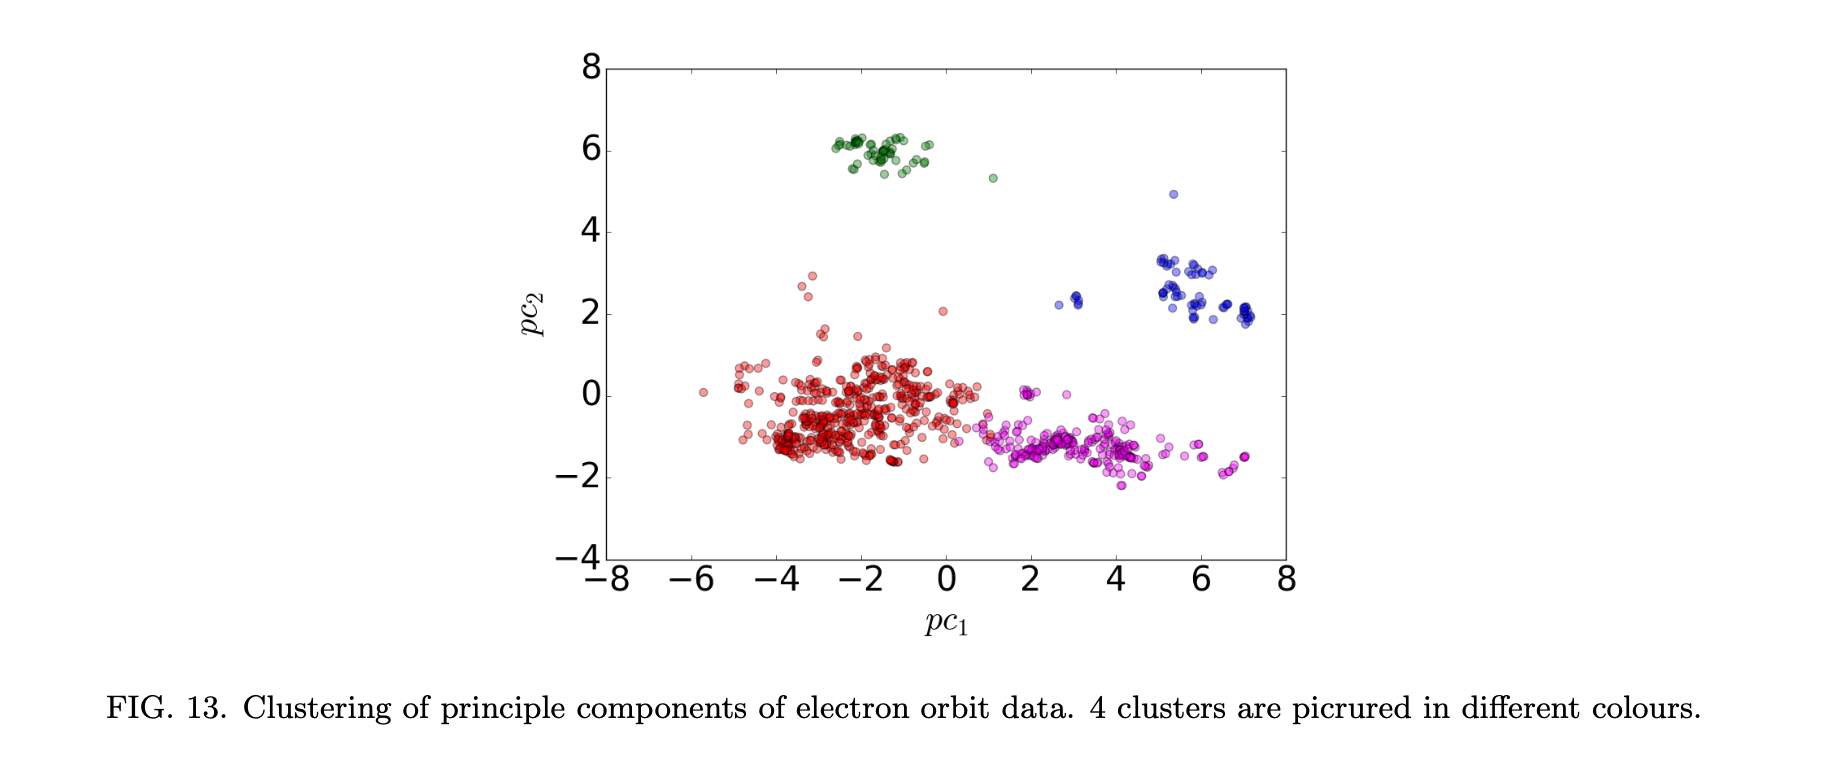 8
6
4
2
0
−2
−4
pc2
−8 −6 −4 −2 0 2 4 6 8
pc1
FIG. 13. Clustering of principle components of electron orbit data. 4 clusters are picrured in different colours.